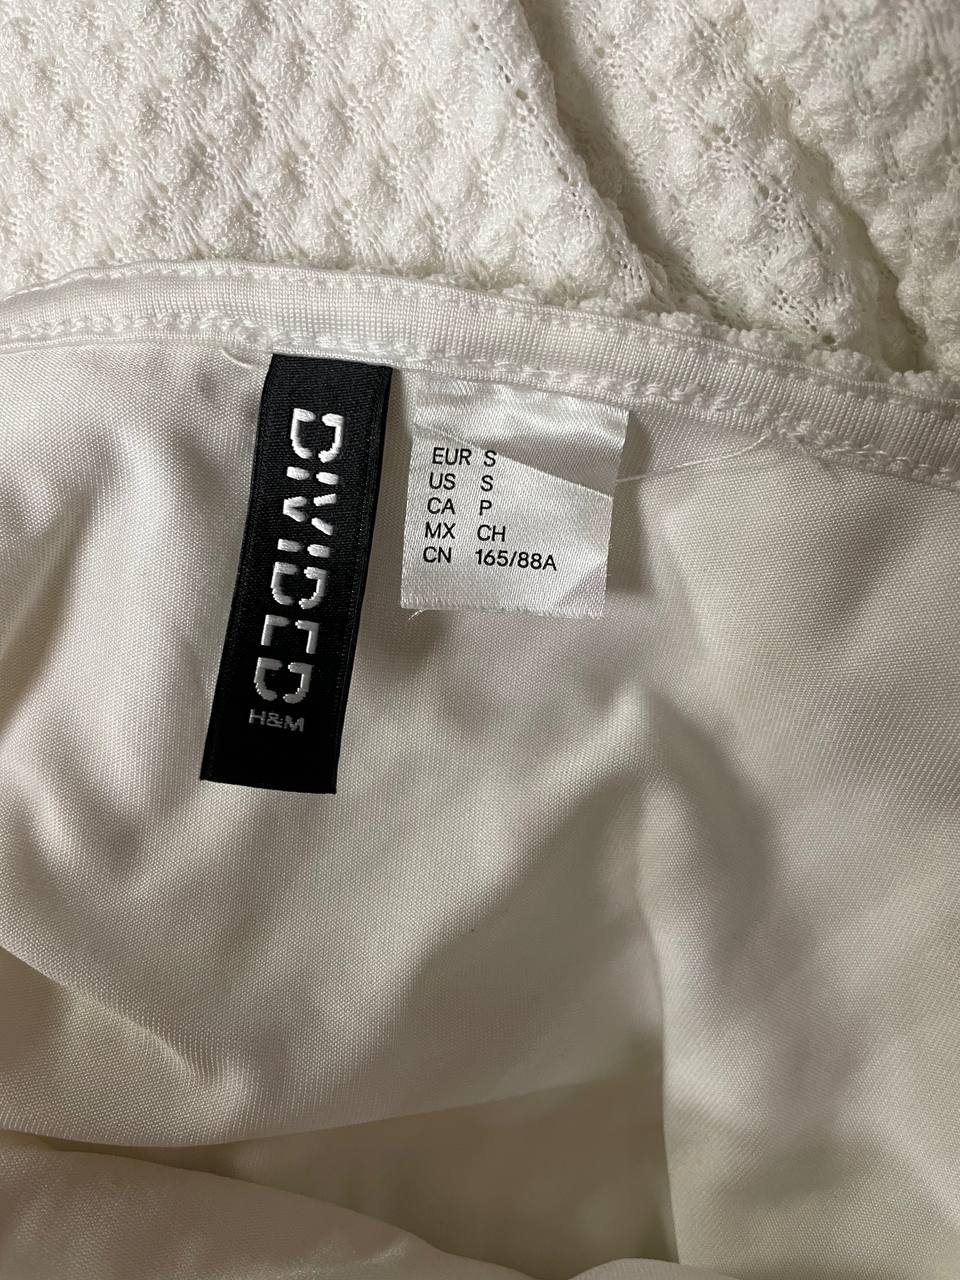 DIVIDED
H&M
EUR S
US S
CA P
MX CH
CN 165/88A